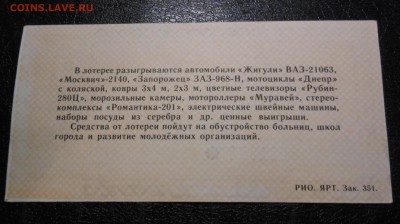 COINS.LAVE.RU
В лотерее разыгрываются автомобили «Жигули» ВАЗ-21063,
«Москвич»-2140, «Запорожец» ЗАЗ-968-Н, мотоциклы «Днепр»
с коляской, ковры 3х4 м, 2х3 м, цветные телевизоры «Рубин-
280Ц», морозильные камеры, мотороллеры «Муравей», стерео-
комплексы «Романтика-201», электрические швейные машины,
наборы посуды из серебра и др. ценные выигрыши.
Средства от лотереи пойдут на обустройство больниц, школ
города и развитие молодёжных организаций.
РИО. ЯРТ. Зак. 351.